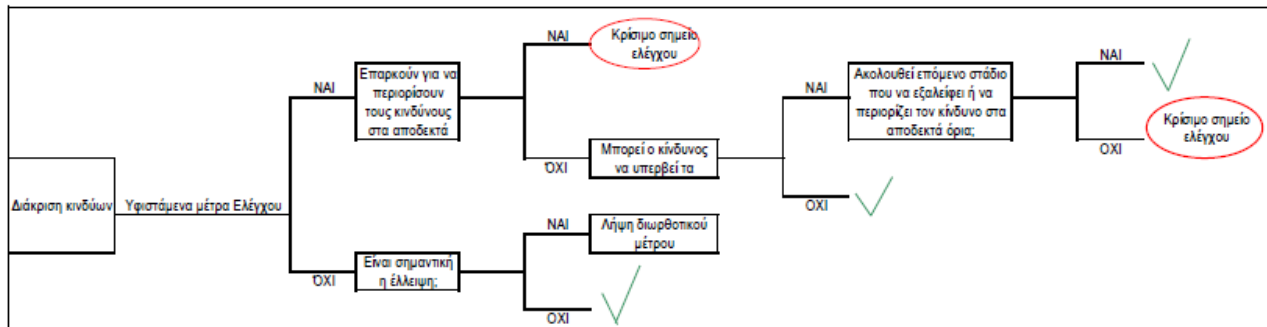 Διάκριση κινδύων
Υφιστάμενα μέτρα Ελέγχου
ΝΑΙ
Επαρκούν για να
περιορίσουν
τους κινδύνους
στα αποδεκτά
ΝΑΙ
Κρίσιμο σημείο
ελέγχου
ΌΧΙ
Μπορεί ο κίνδυνος
να υπερβεί τα
ΝΑΙ
Ακολουθεί επόμενο στάδιο
που να εξαλείφει ή να
περιορίζει τον κίνδυνο στα
αποδεκτά όρια;
ΝΑΙ
ΟΧΙ
Κρίσιμο σημείο
ελέγχου
ΟΧΙ
ΌΧΙ
Είναι σημαντική
η έλλειψη;
ΝΑΙ
Λήψη διωρθοτικού
μέτρου
ΟΧΙ